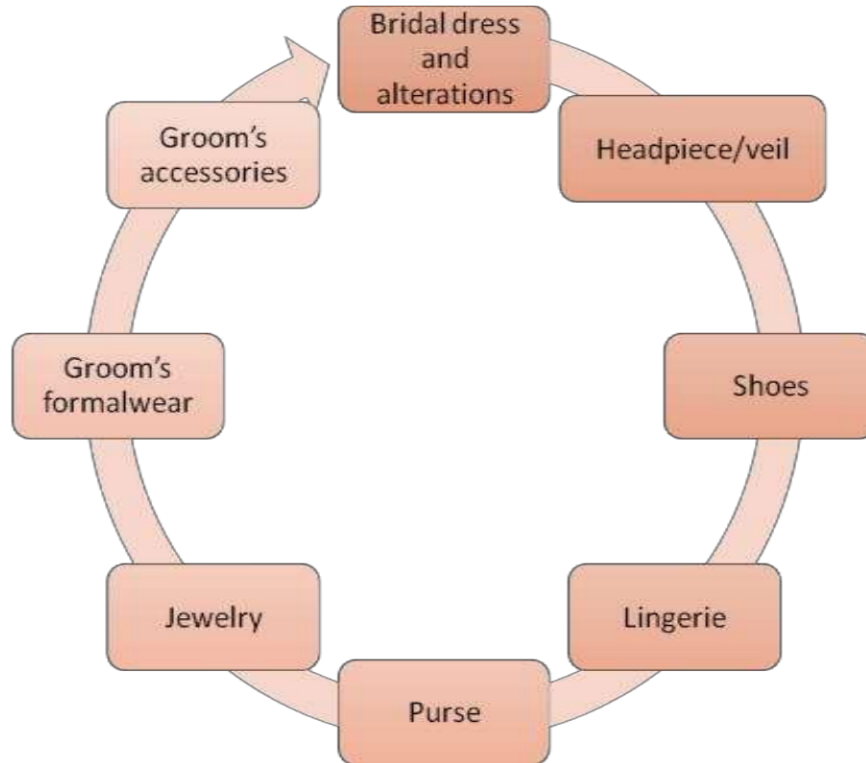 Bridal dress
and
alterations
Headpiece/veil
Shoes
Lingerie
Purse
Jewelry
Groom’s
formalwear
Groom’s
accessories